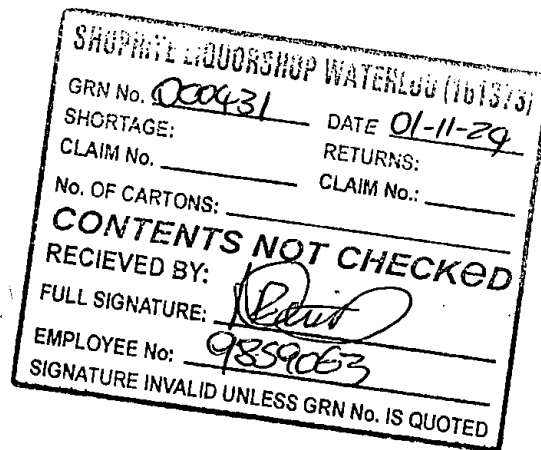 SHOPRITE LIQUORSHOP WATERLOO (161373)
GRN No. 000431 DATE 01-11-24
SHORTAGE: RETURNS:
CLAIM No. CLAIM No.:
No. OF CARTONS:
CONTENTS NOT CHECKED
RECIEVED BY:
FULL SIGNATURE:
EMPLOYEE No: 9859063
SIGNATURE INVALID UNLESS GRN No. IS QUOTED